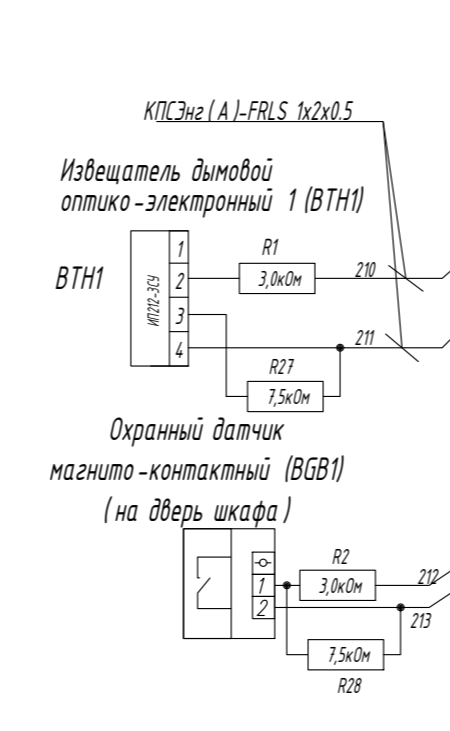 КПСЭнг(А)-FRLS 1х2х0.5
Извещатель дымовой
оптико-электронный 1 (ВТН1)
ВТН1
ИП212-3СУ
1
2
3
4
R1
3,0кОм
210
211
R27
7,5кОм
Охранный датчик
магнито-контактный (BGB1)
(на дверь шкафа)
1
2
R2
3,0кОм
212
213
7,5кОм
R28